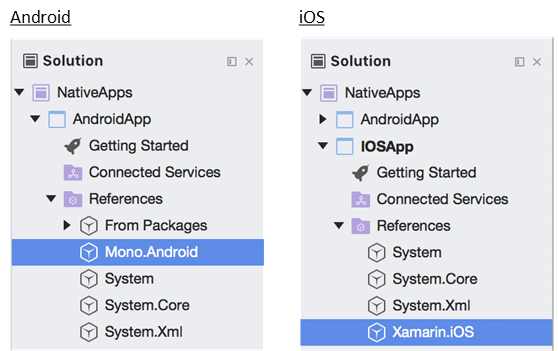 Android
Solution
NativeApps
AndroidApp
Getting Started
Connected Services
References
From Packages
Mono.Android
System
System.Core
System.Xml
iOS
Solution
NativeApps
AndroidApp
IOSApp
Getting Started
Connected Services
References
System
System.Core
System.Xml
Xamarin.iOS